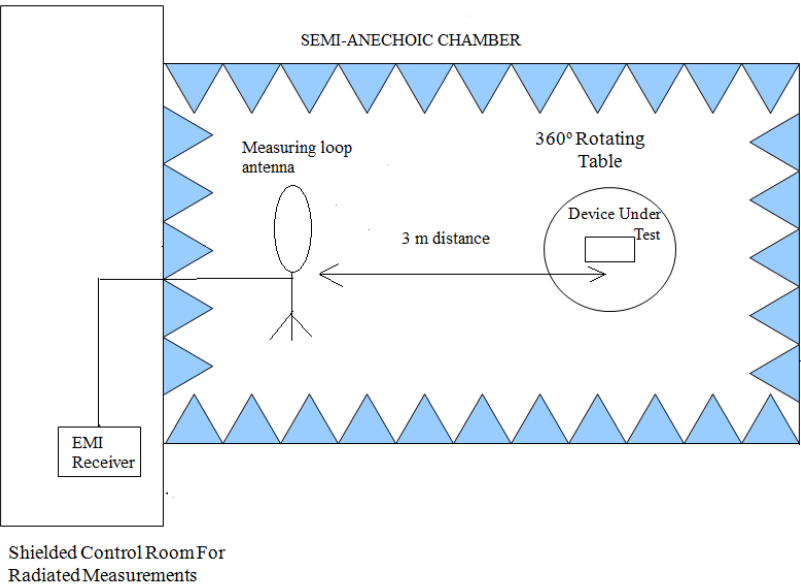 SEMI-ANECHOIC CHAMBER
Measuring loop
antenna
360º Rotating
Table
Device Under
Test
3 m distance
EMI
Receiver
Shielded Control Room For
Radiated Measurements